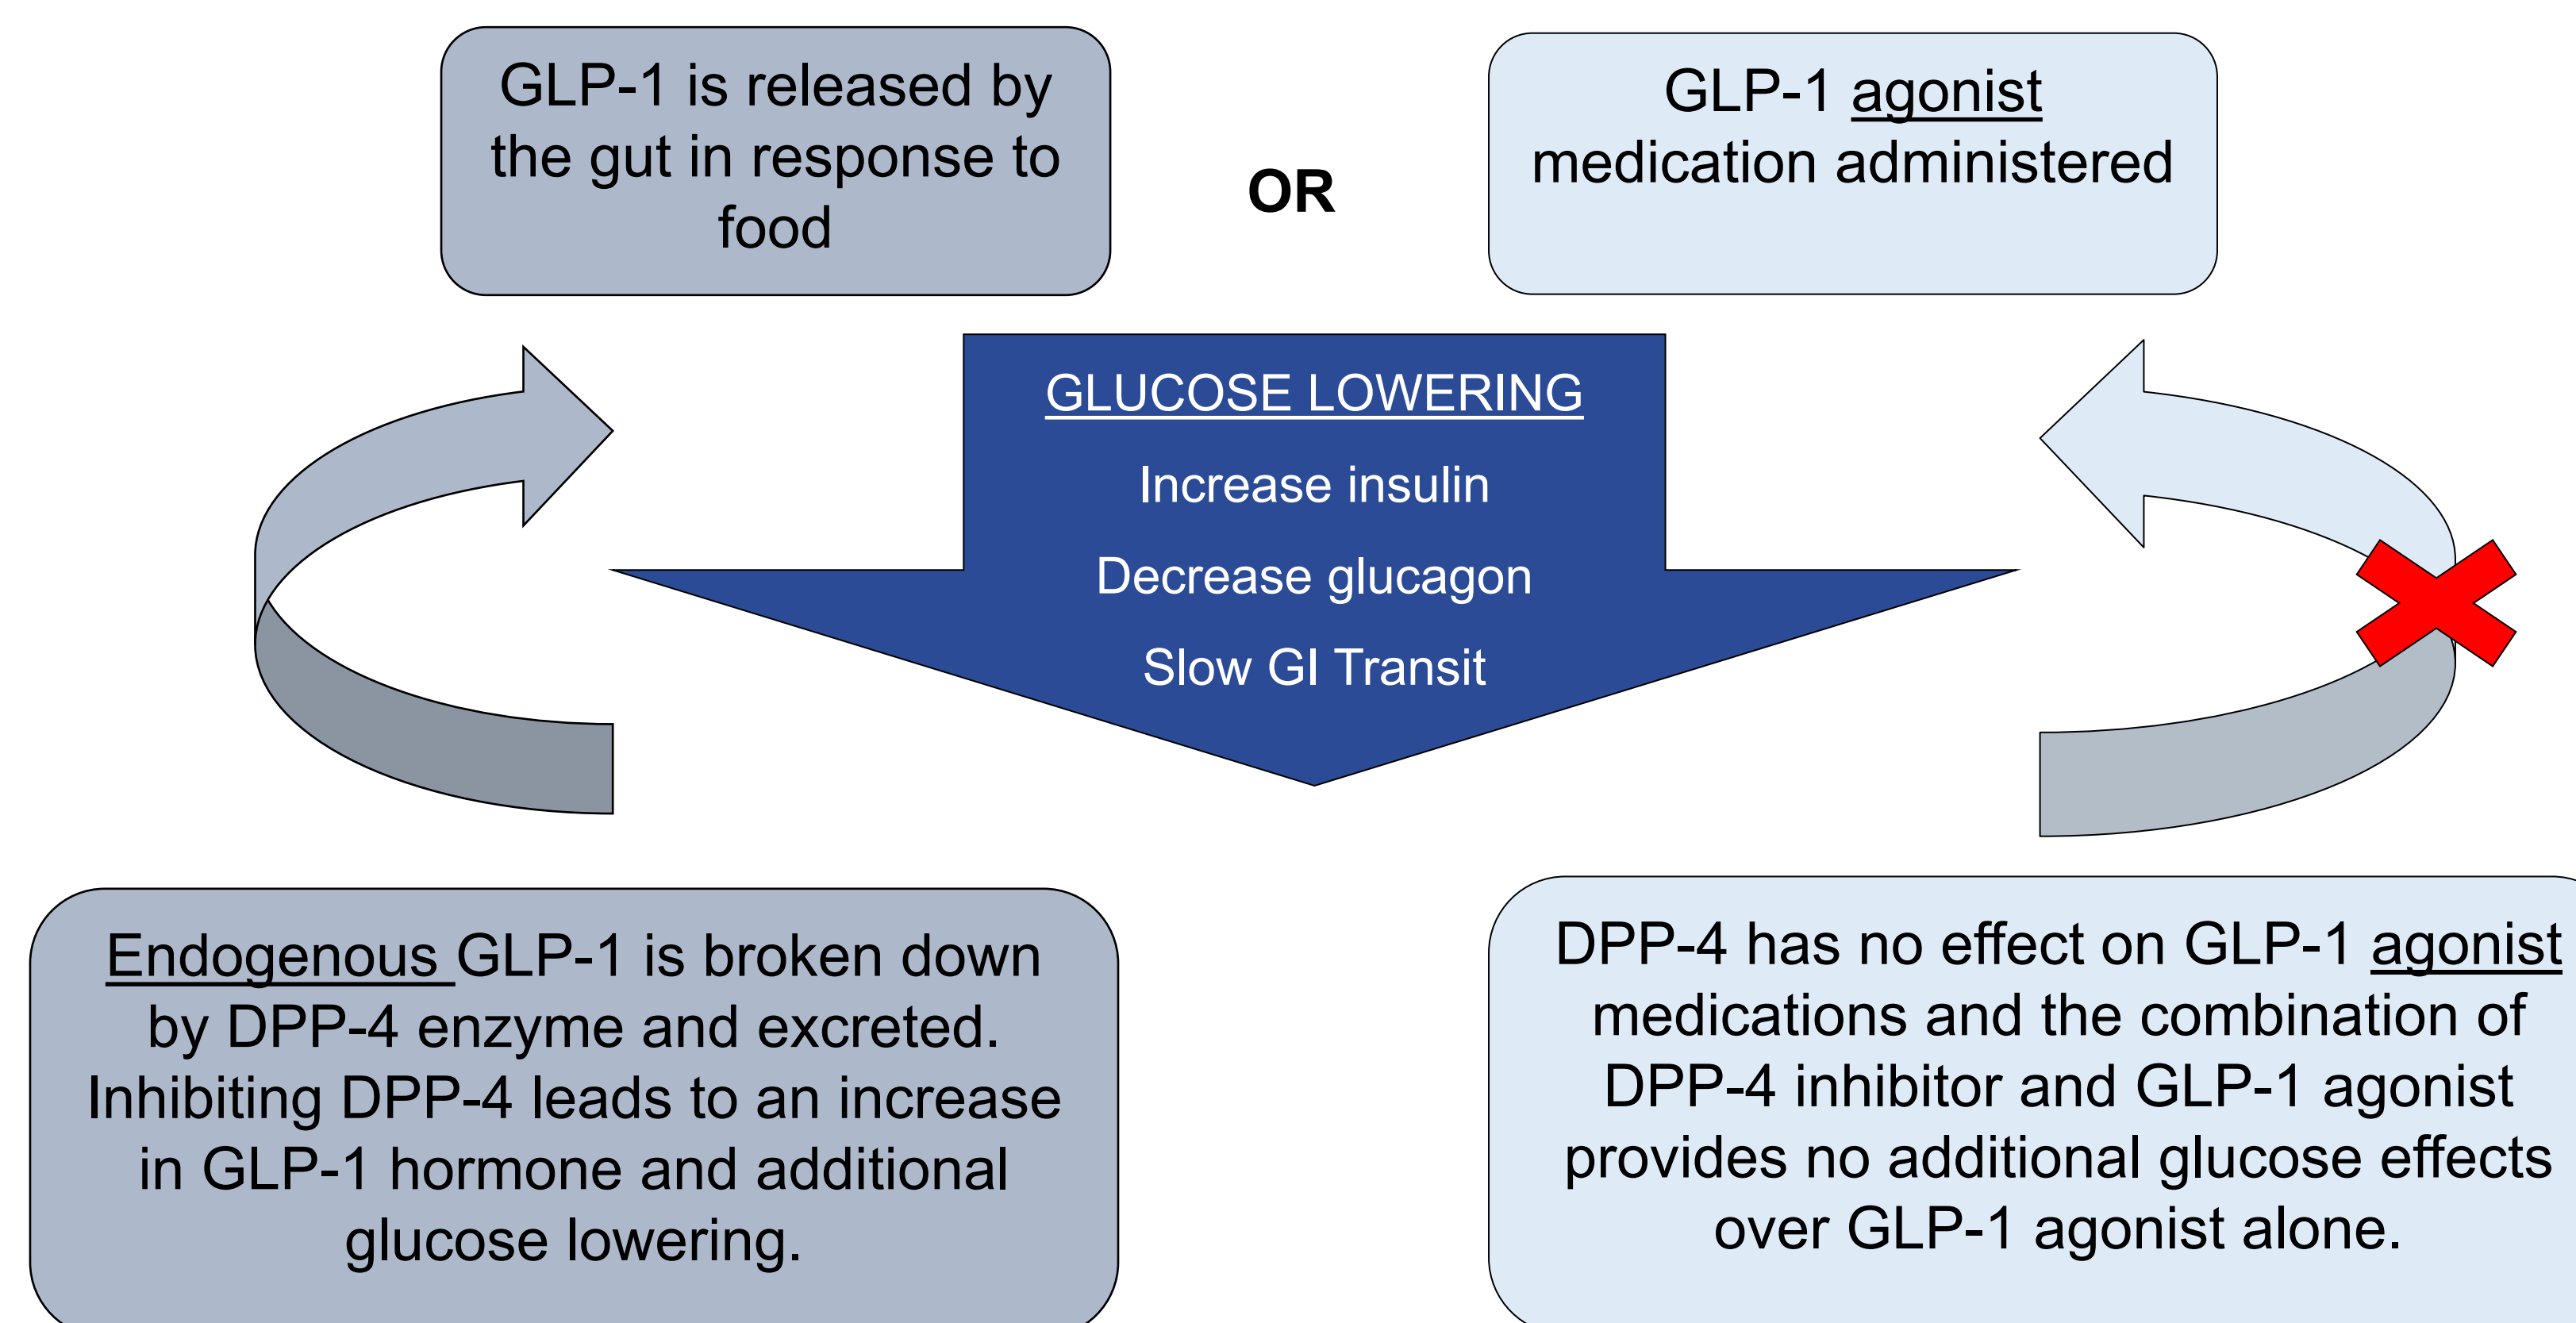 GLP-1 is released by
the gut in response to
food
OR
GLP-1 agonist
medication administered
GLUCOSE LOWERING
Increase insulin
Decrease glucagon
Slow GI Transit
Endogenous GLP-1 is broken down
by DPP-4 enzyme and excreted.
Inhibiting DPP-4 leads to an increase
in GLP-1 hormone and additional
glucose lowering.
DPP-4 has no effect on GLP-1 agonist
medications and the combination of
DPP-4 inhibitor and GLP-1 agonist
provides no additional glucose effects
over GLP-1 agonist alone.